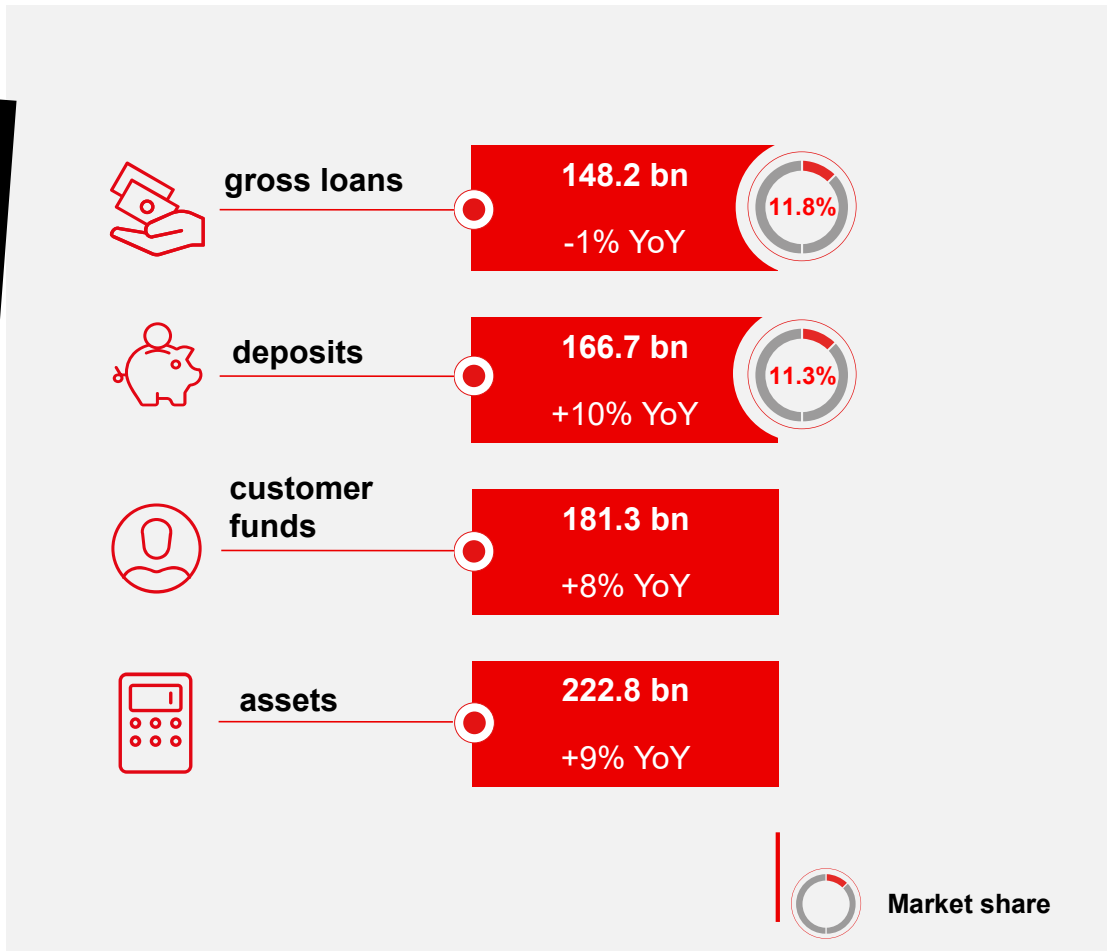 gross loans
148.2 bn
-1% YoY
11.8%
deposits
166.7 bn
+10% YoY
11.3%
customer
funds
181.3 bn
+8% YoY
assets
222.8 bn
+9% YoY
Market share